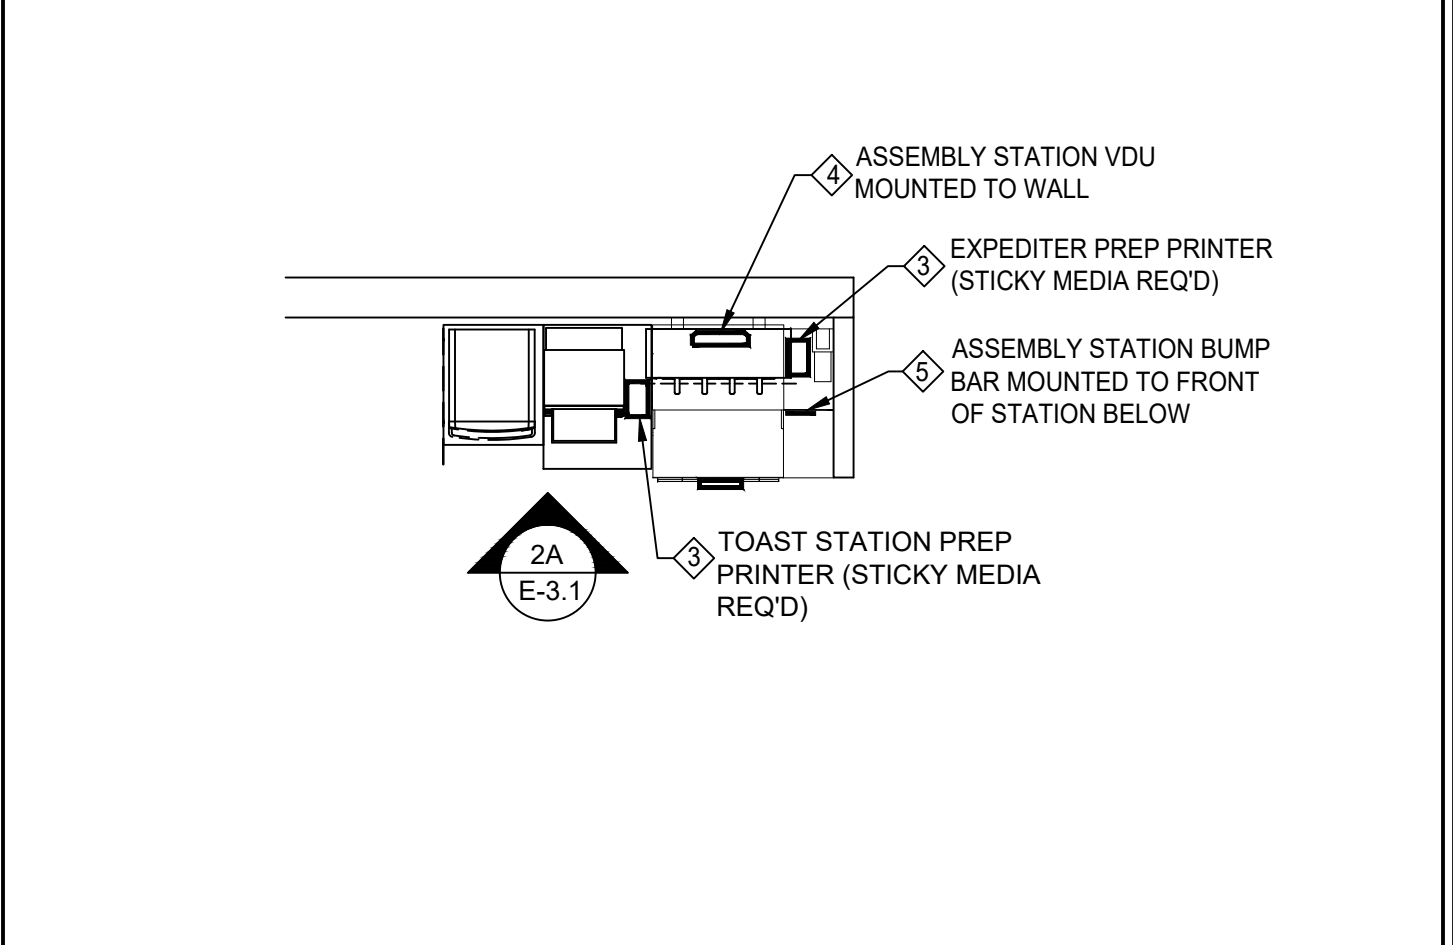 4
ASSEMBLY STATION VDU
MOUNTED TO WALL
3
EXPEDITER PREP PRINTER
(STICKY MEDIA REQ'D)
5
ASSEMBLY STATION BUMP
BAR MOUNTED TO FRONT
OF STATION BELOW
3
TOAST STATION PREP
PRINTER (STICKY MEDIA
REQ'D)
2A
E-3.1